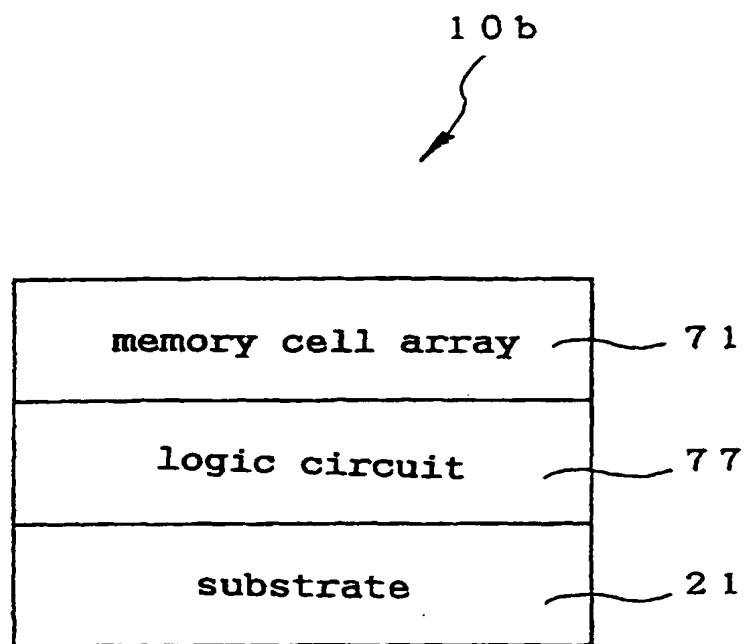 10b
memory cell array 71
logic circuit 77
substrate 21